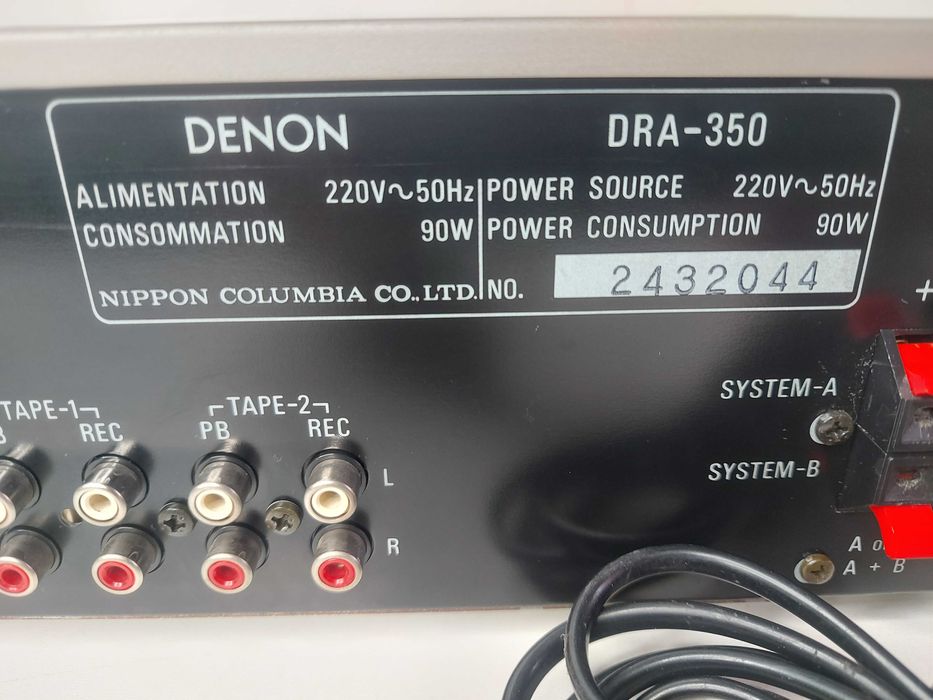 DENON DRA-350
ALIMENTATION 220V~50Hz POWER SOURCE 220V~50Hz
CONSOMMATION 90W POWER CONSUMPTION 90W
NIPPON COLUMBIA CO.,LTD. NO. 2432044
+
SYSTEM-A
TAPE-1 TAPE-2
REC PB REC
L
SYSTEM-B
R
A
A + B